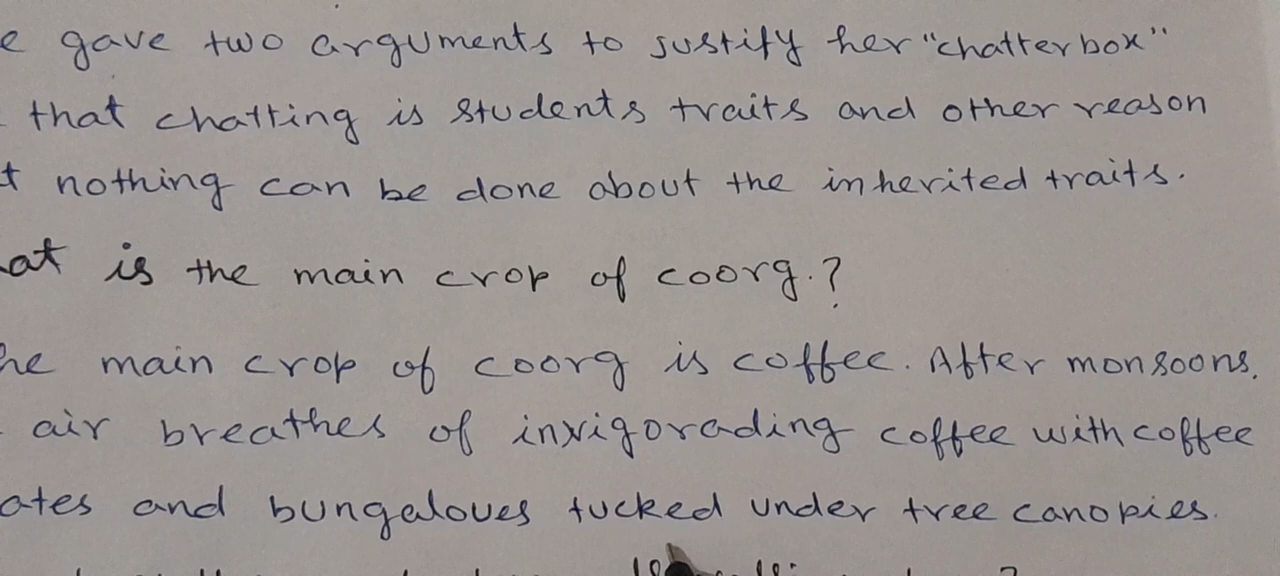 e gave two arguments to justify her "chatterbox"
that chatting is students traits and other reason
t nothing can be done about the inherited traits.
at is the main crop of coorg.?
he main crop of coorg is coffee. After monsoons,
air breathes of invigorading coffee with coffee
ates and bungaloves tucked under tree canopies.